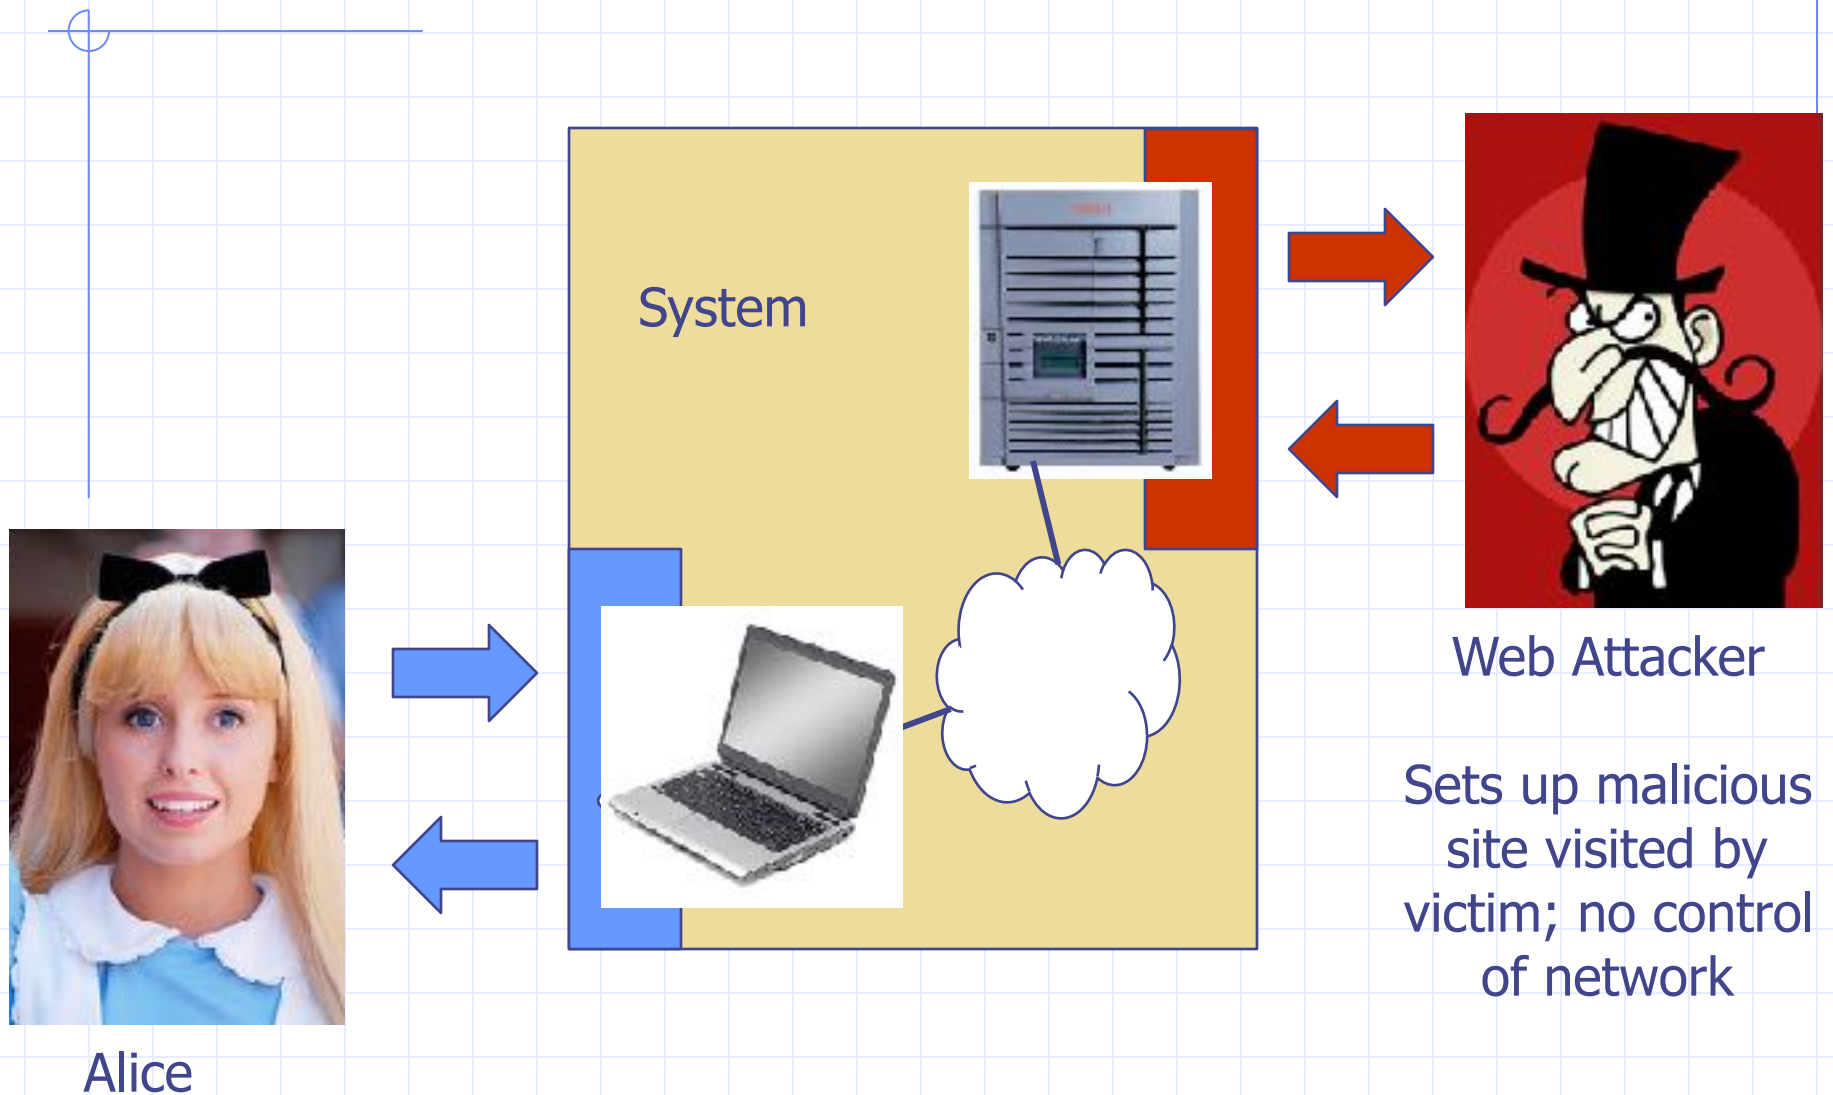 System
Web Attacker
Sets up malicious
site visited by
victim; no control
of network
Alice